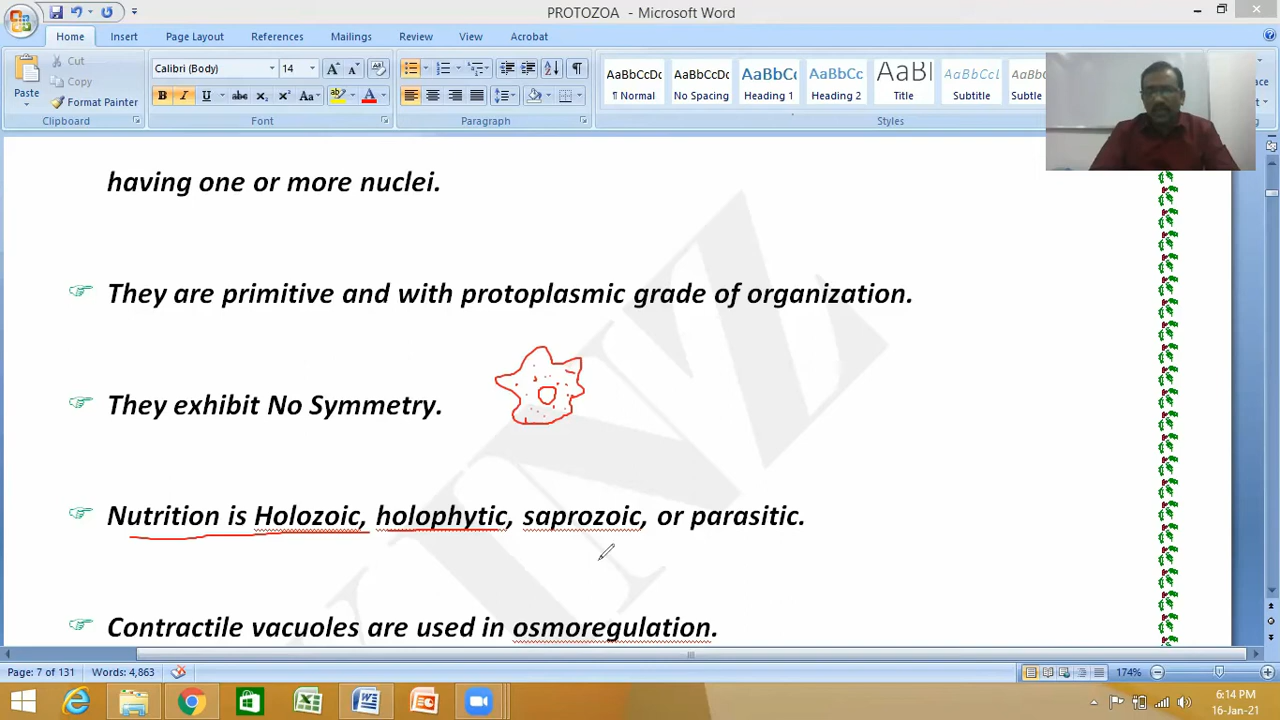 PROTOZOA - Microsoft Word
Home Insert Page Layout References Mailings Review View Acrobat
Paste
Cut
Copy
Format Painter
Clipboard
Calibri (Body) 14
Font
Paragraph
AaBbCcDc AaBbCcDc AaBbCc AaBbCc AaBl AaBbCcL AaBbCcD
¶ Normal No Spacing Heading 1 Heading 2 Title Subtitle Subtle
Styles
having one or more nuclei.
They are primitive and with protoplasmic grade of organization.
They exhibit No Symmetry.
Nutrition is Holozoic, holophytic, saprozoic, or parasitic.
Contractile vacuoles are used in osmoregulation.
Page: 7 of 131 Words: 4,863 174%
6:14 PM
16-Jan-21